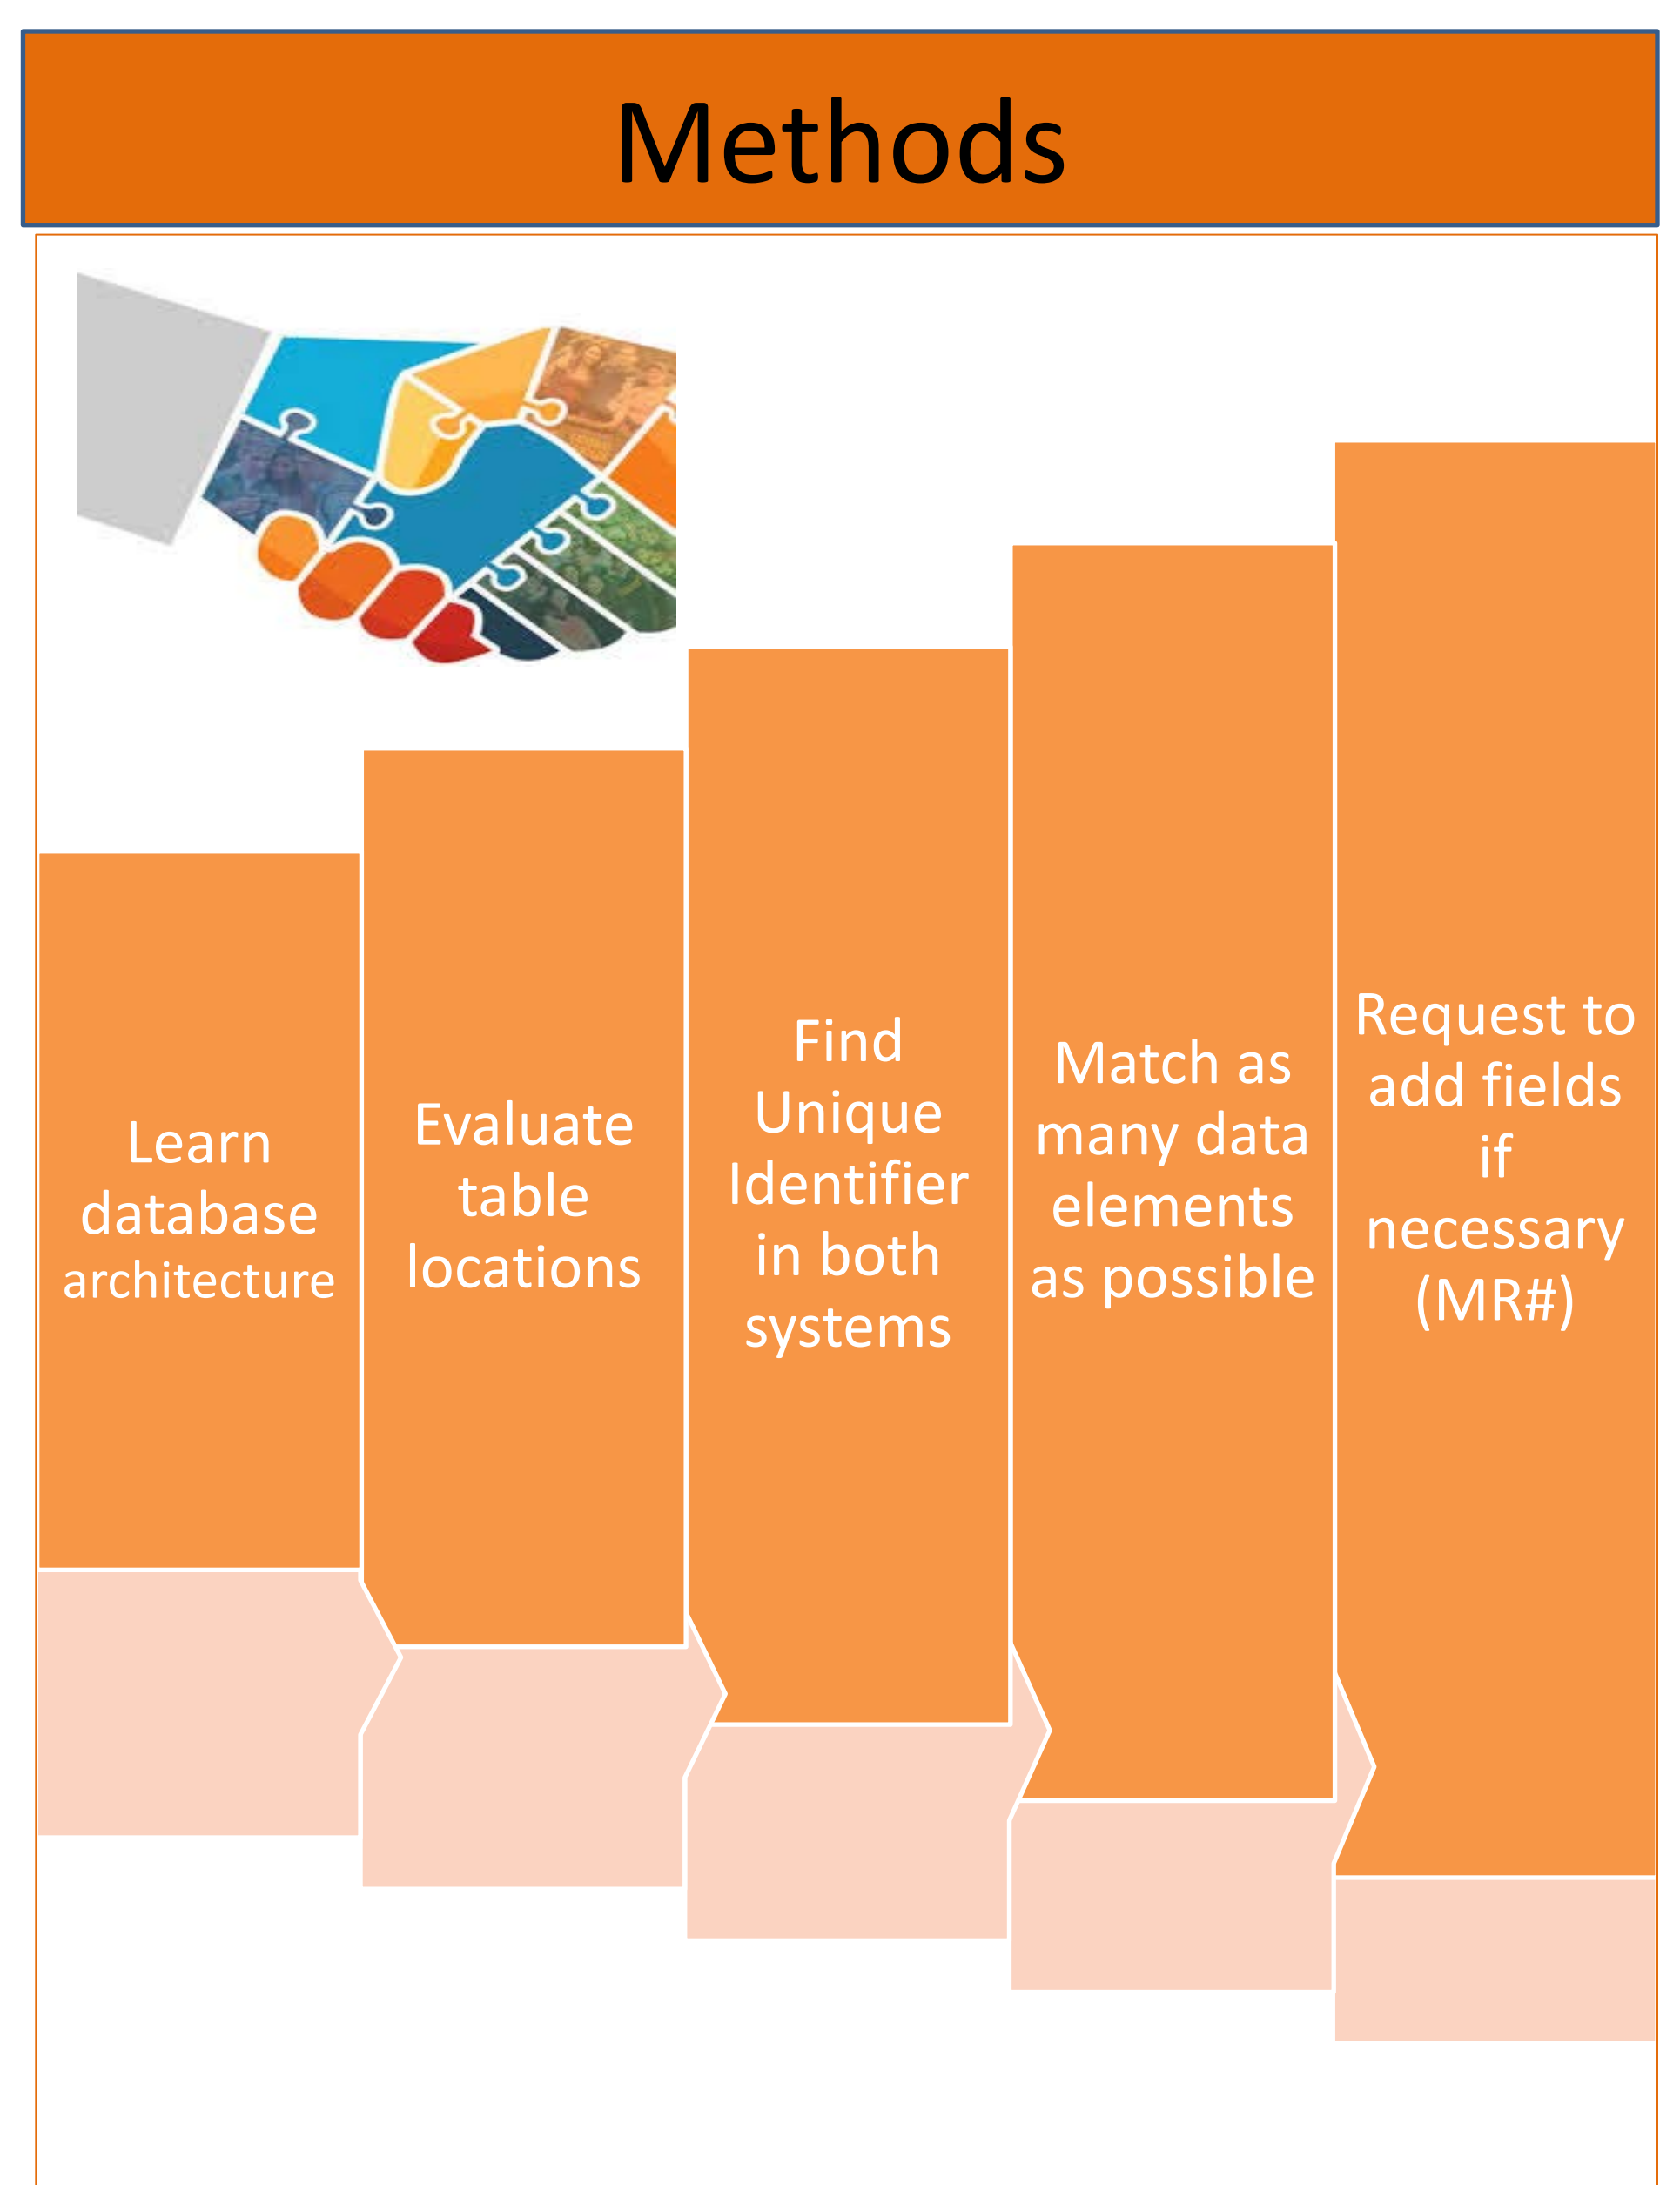 Methods
Learn
database
architecture
Evaluate
table
locations
Find
Unique
Identifier
in both
systems
Match as
many data
elements
as possible
Request to
add fields
if
necessary
(MR#)